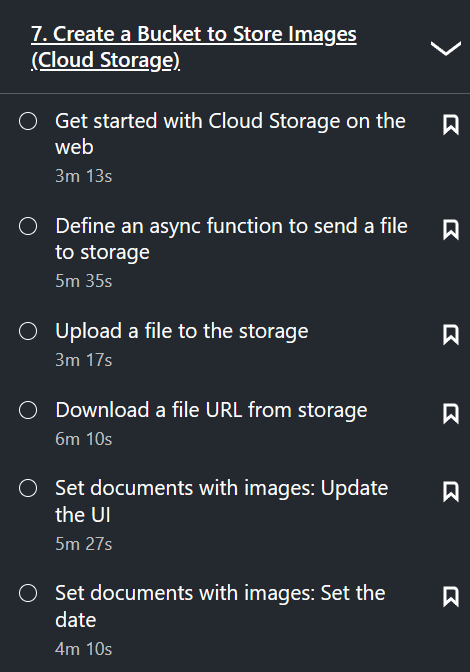 7. Create a Bucket to Store Images
(Cloud Storage)
Get started with Cloud Storage on the
web
3m 13s
Define an async function to send a file
to storage
5m 35s
Upload a file to the storage
3m 17s
Download a file URL from storage
6m 10s
Set documents with images: Update
the UI
5m 27s
Set documents with images: Set the
date
4m 10s